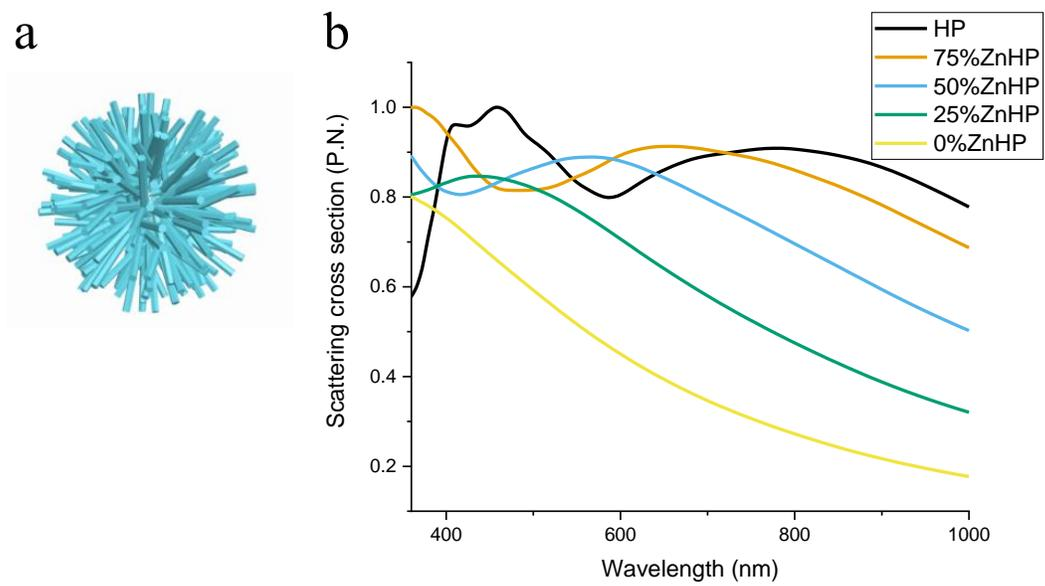 a
b
HP
75%ZnHP
50%ZnHP
25%ZnHP
0%ZnHP
1.0
0.8
0.6
0.4
0.2
Scattering cross section (P.N.)
400 600 800 1000
Wavelength (nm)